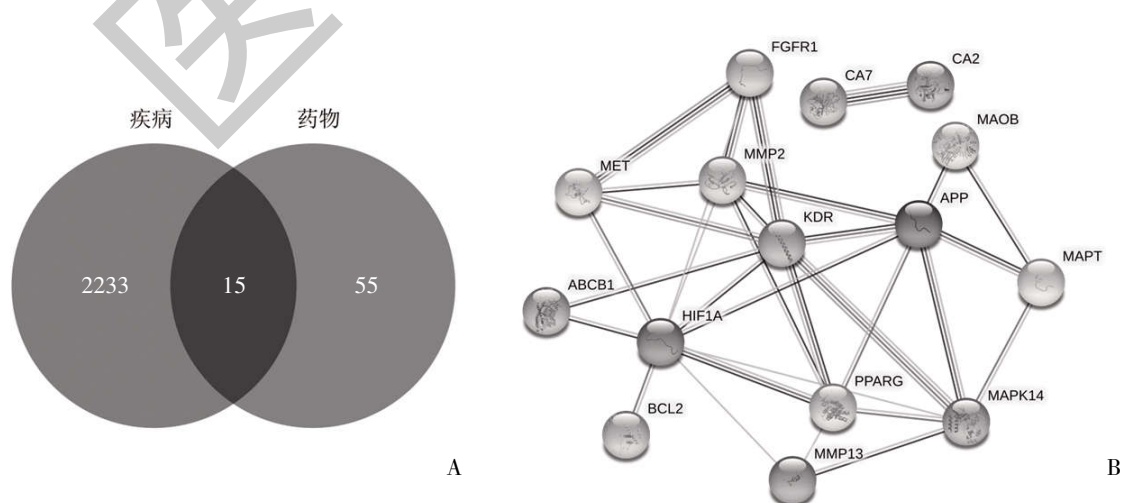 疾病
药物
2233
15
55
A
FGFR1
CA7
CA2
MAOB
MET
MMP2
APP
KDR
MAPT
ABCB1
HIF1A
PPARG
MAPK14
BCL2
MMP13
B